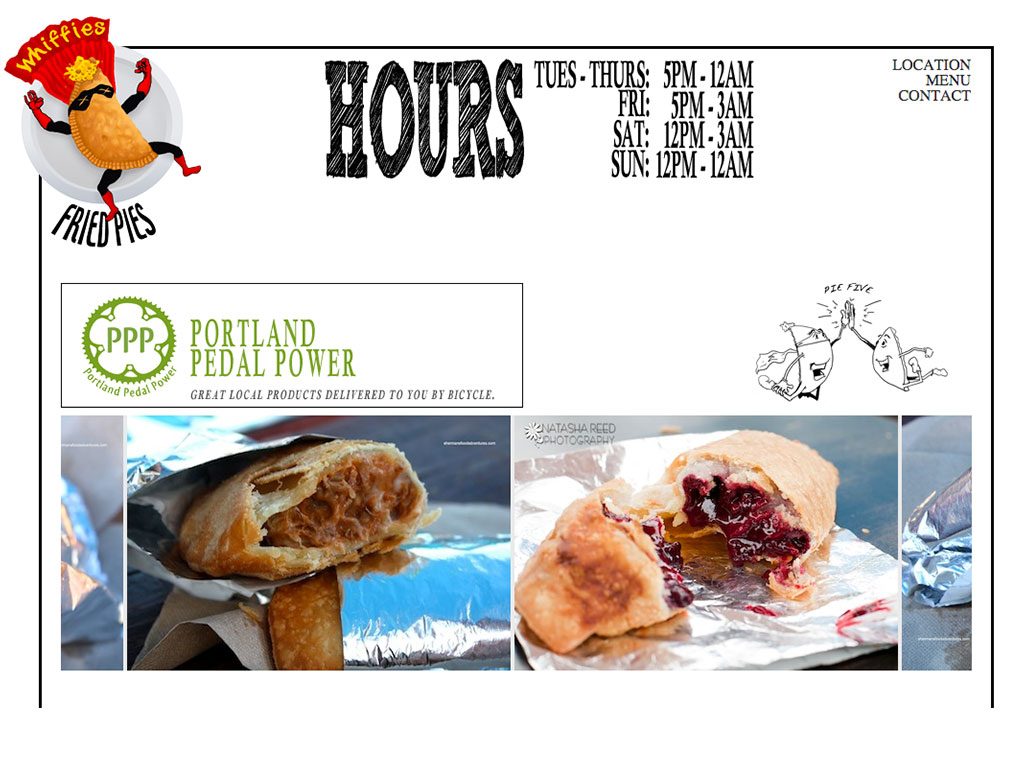 Whiffies
FRIED PIES
HOURS
TUES - THURS: 5PM - 12AM
FRI: 5PM - 3AM
SAT: 12PM - 3AM
SUN: 12PM - 12AM
LOCATION
MENU
CONTACT
PPP
Portland Pedal Power
PORTLAND
PEDAL POWER
GREAT LOCAL PRODUCTS DELIVERED TO YOU BY BICYCLE.
PIE FIVE
NATASHA REED
PHOTOGRAPHY